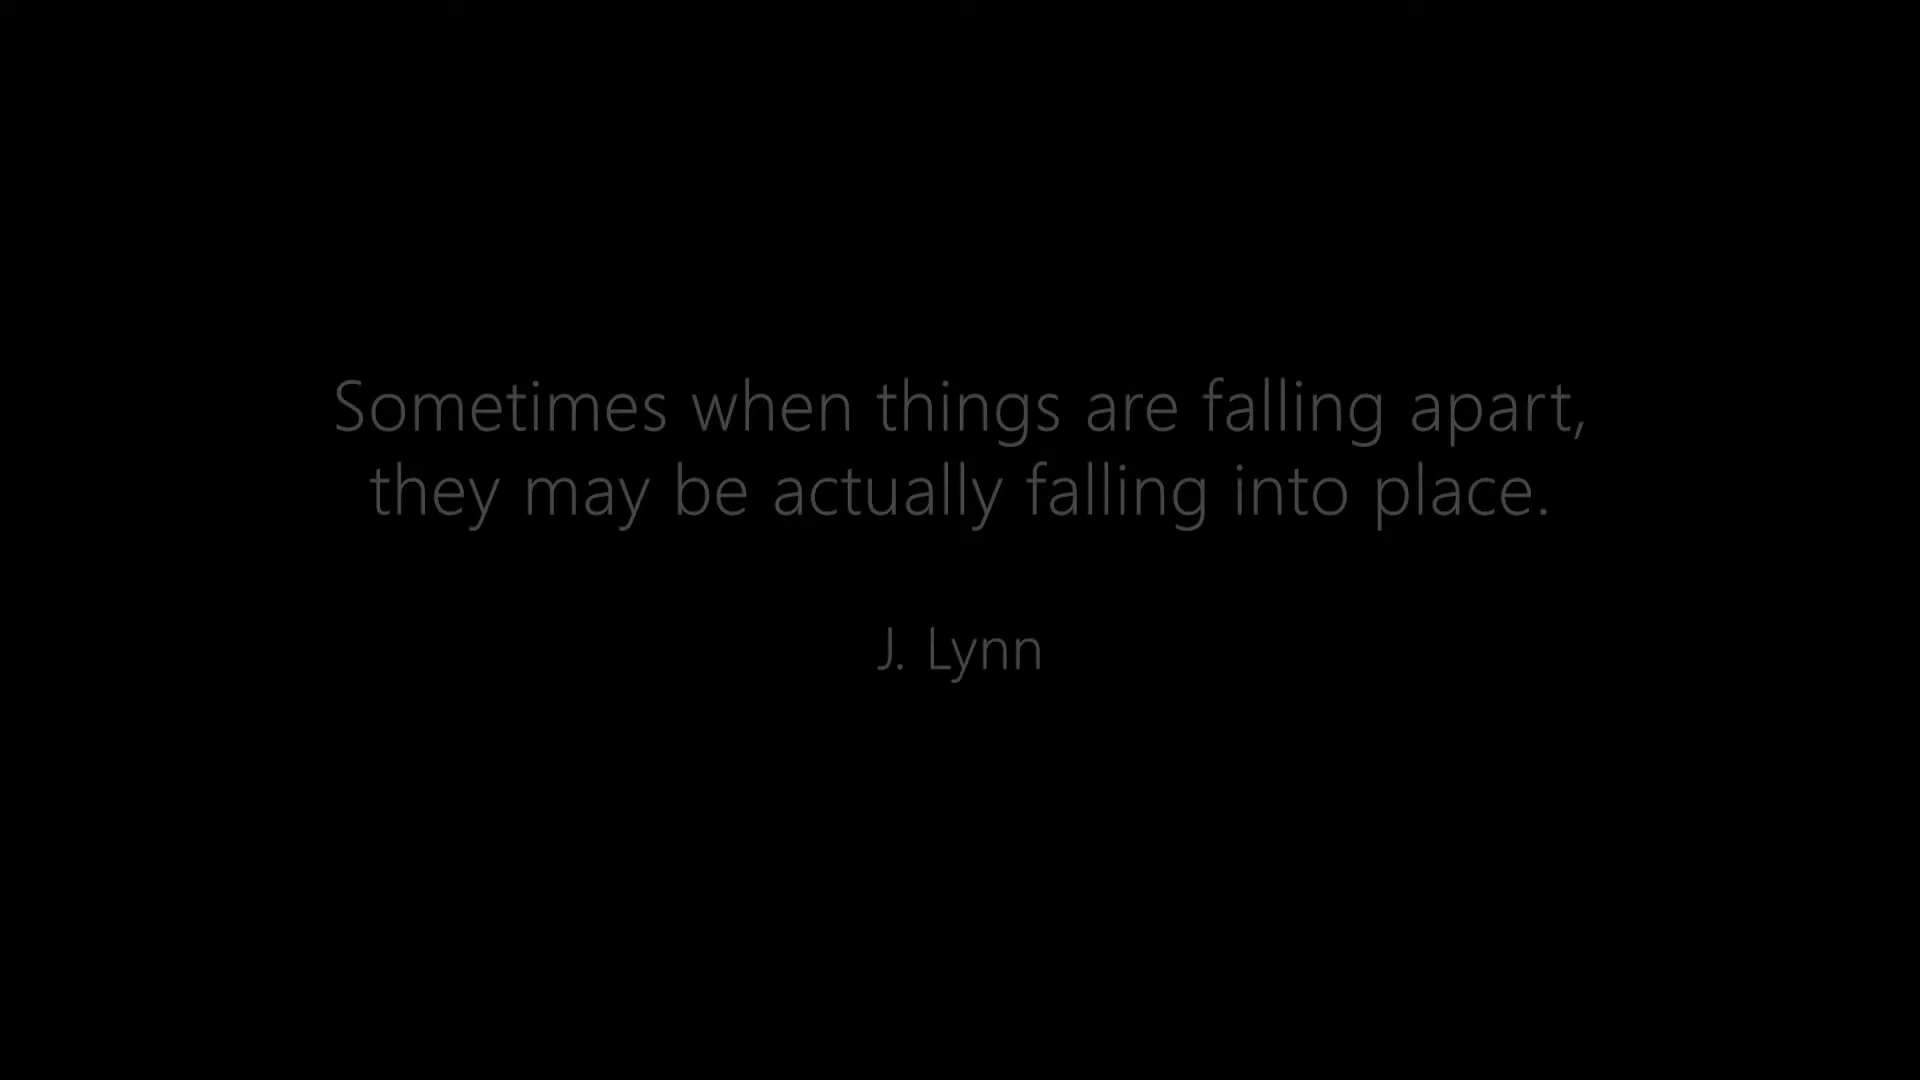 Sometimes when things are falling apart,
they may be actually falling into place.
J. Lynn